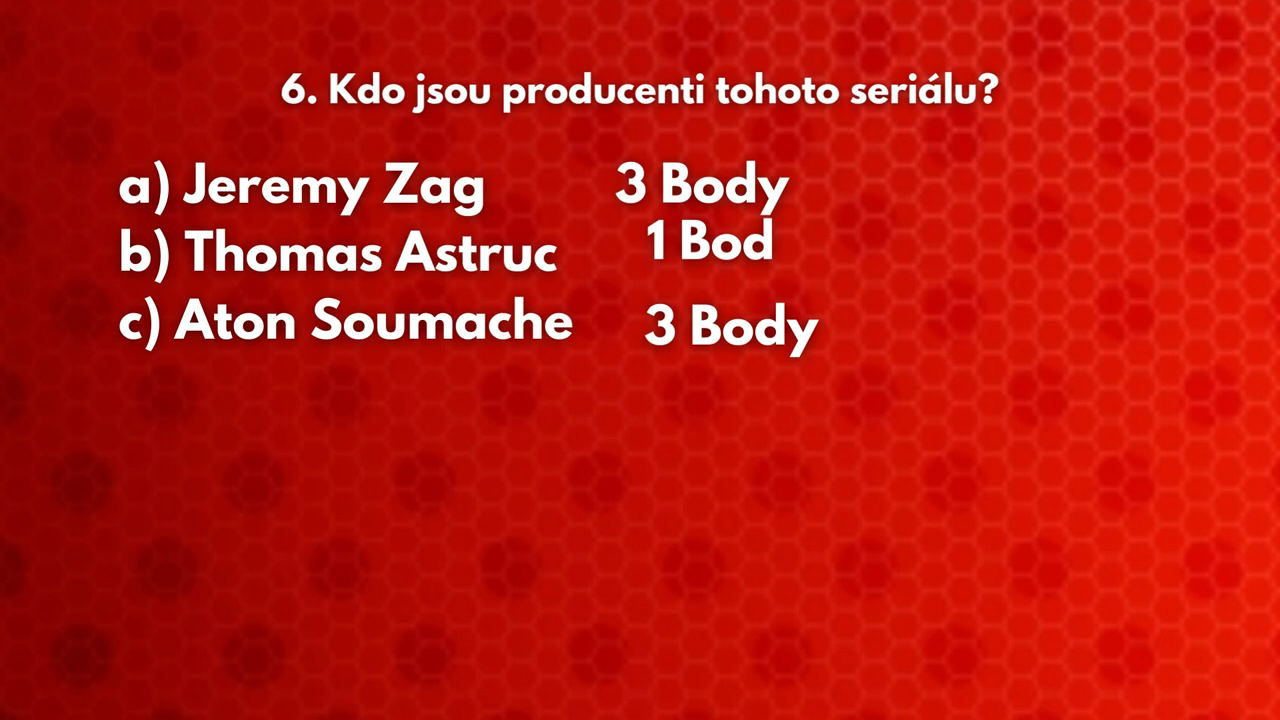 6. Kdo jsou producenti tohoto seriálu?
a) Jeremy Zag 3 Body
b) Thomas Astruc 1 Bod
c) Aton Soumache 3 Body